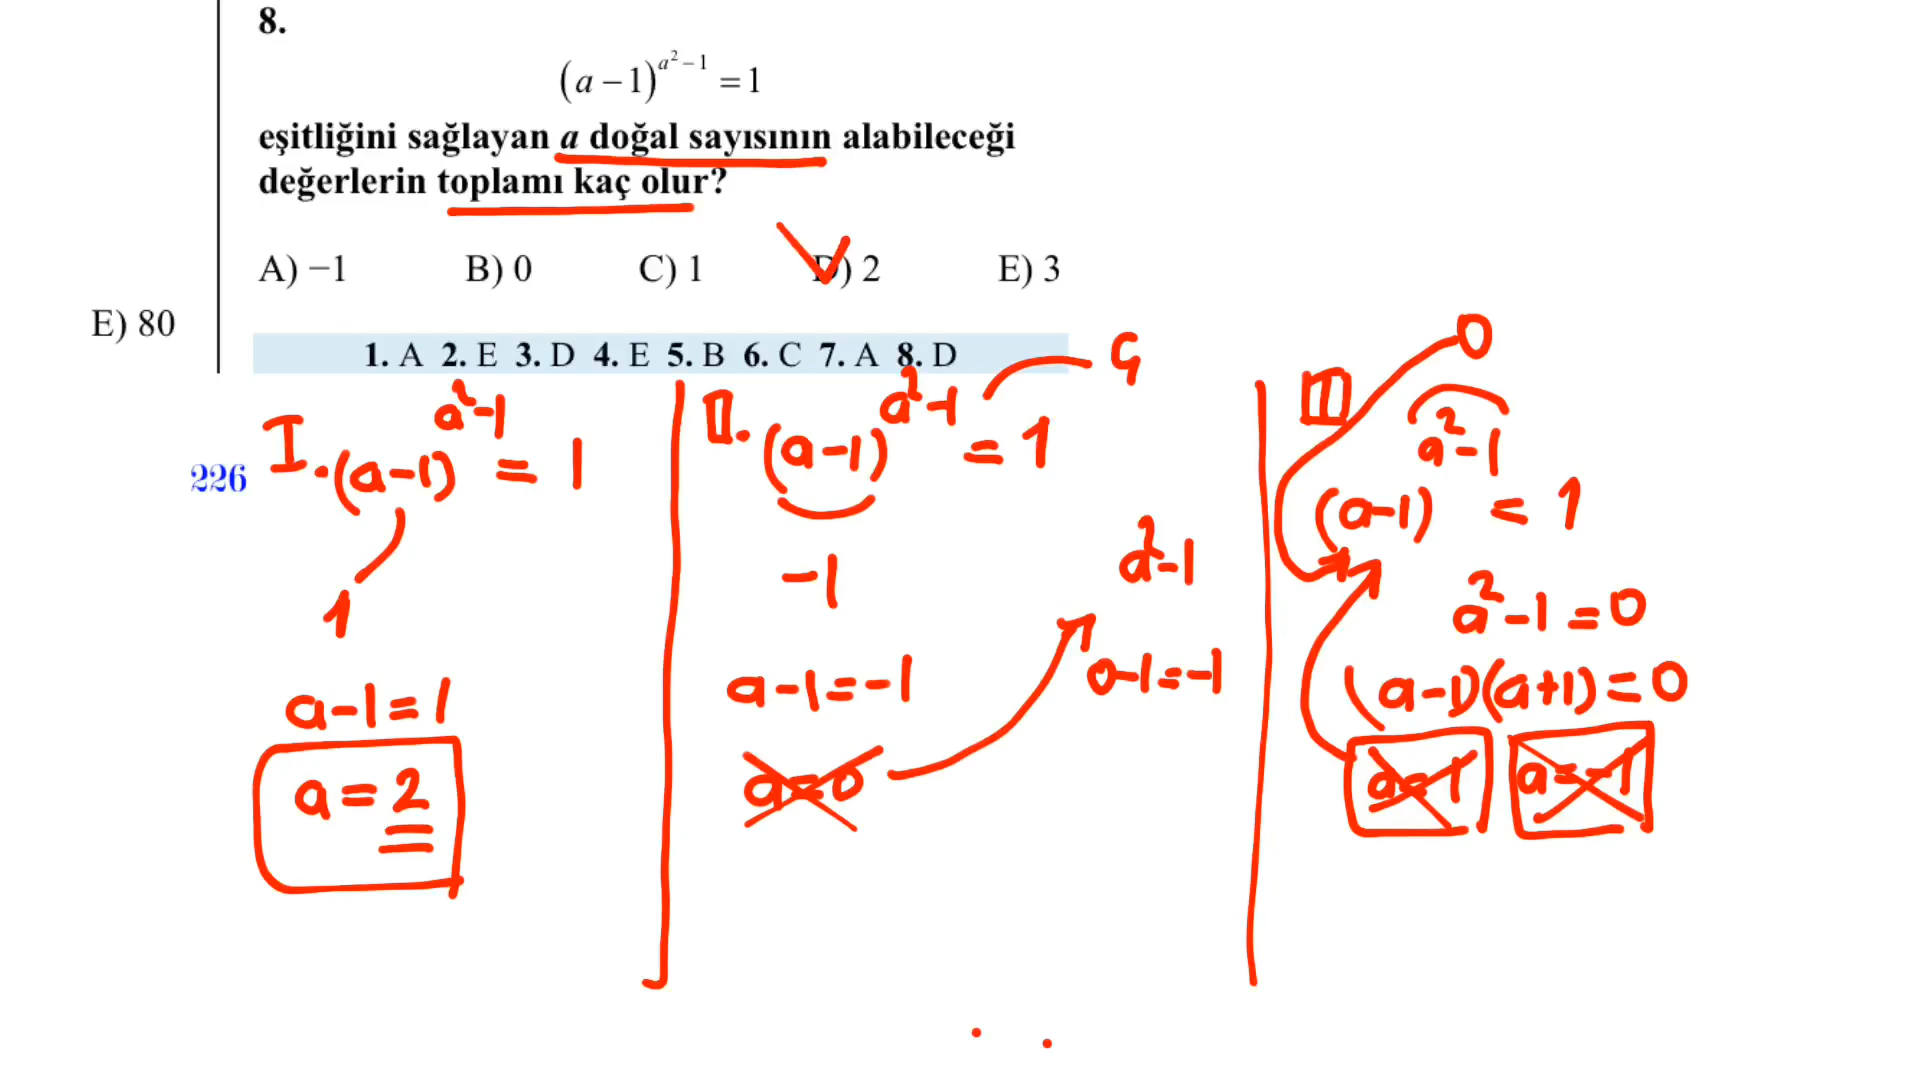 8.
(a − 1)^{a² − 1} = 1
eşitliğini sağlayan a doğal sayısının alabileceği
değerlerin toplamı kaç olur?
A) −1 B) 0 C) 1 D) 2 E) 3
E) 80
1. A 2. E 3. D 4. E 5. B 6. C 7. A 8. D
226
I. (a-1)^{a²-1} = 1
1
a-1=1
a=2
II. (a-1)^{a²-1} = 1
Ç
-1
a-1=-1
a=0
a²-1
0-1=-1
III
0
(a-1)^{a²-1} = 1
a²-1=0
(a-1)(a+1)=0
a=1 a=-1